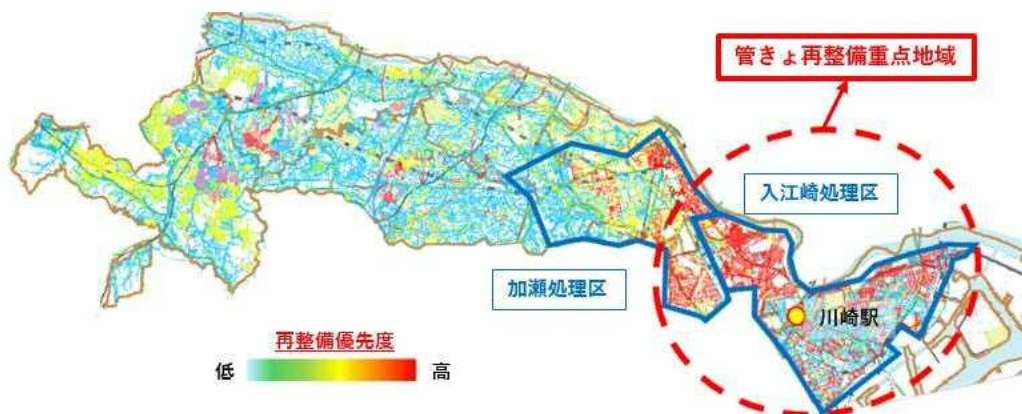 管きょ再整備重点地域
入江崎処理区
加瀬処理区
川崎駅
再整備優先度
低
高